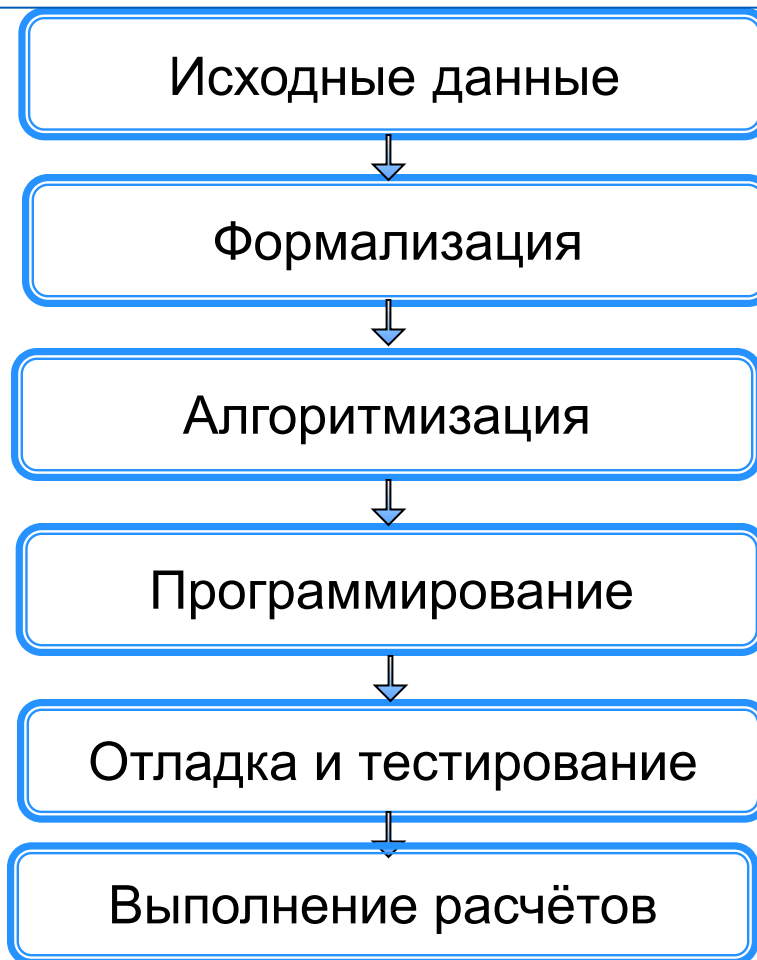 Исходные данные
Формализация
Алгоритмизация
Программирование
Отладка и тестирование
Выполнение расчётов